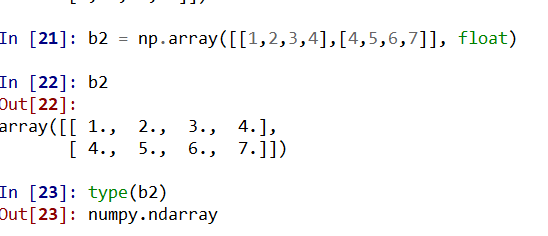 In [21]: b2 = np.array([[1,2,3,4],[4,5,6,7]], float)
In [22]: b2
Out[22]:
array([[ 1., 2., 3., 4.],
[ 4., 5., 6., 7.]])
In [23]: type(b2)
Out[23]: numpy.ndarray